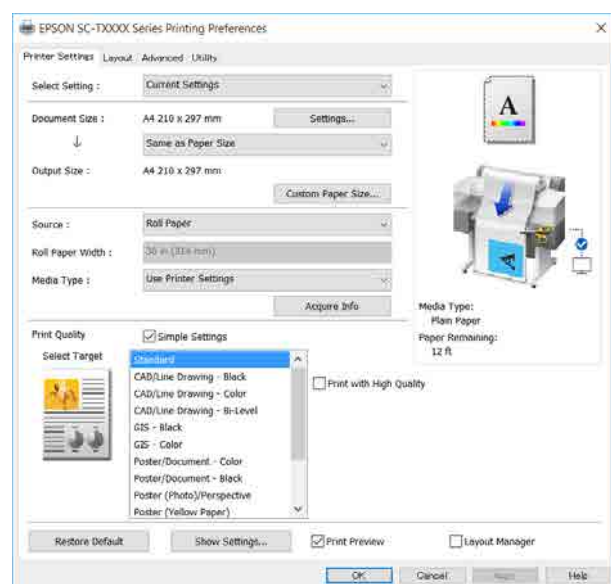 EPSON SC-TXXXX Series Printing Preferences
Printer Settings Layout Advanced Utility
Select Setting : Current Settings
Document Size : A4 210 x 297 mm Settings...
Same as Paper Size
Output Size : A4 210 x 297 mm
Custom Paper Size...
Source : Roll Paper
Roll Paper Width :
Media Type : Use Printer Settings
Acquire Info
A
Media Type:
Plain Paper
Paper Remaining:
12 ft
Print Quality Simple Settings
Select Target
Standard
CAD/Line Drawing - Black
CAD/Line Drawing - Color
CAD/Line Drawing - Bi-Level
GIS - Black
GIS - Color
Poster/Document - Color
Poster/Document - Black
Poster (Photo)/Perspective
Poster (Yellow Paper)
Print with High Quality
Restore Default Show Settings... Print Preview Layout Manager
OK Cancel Help